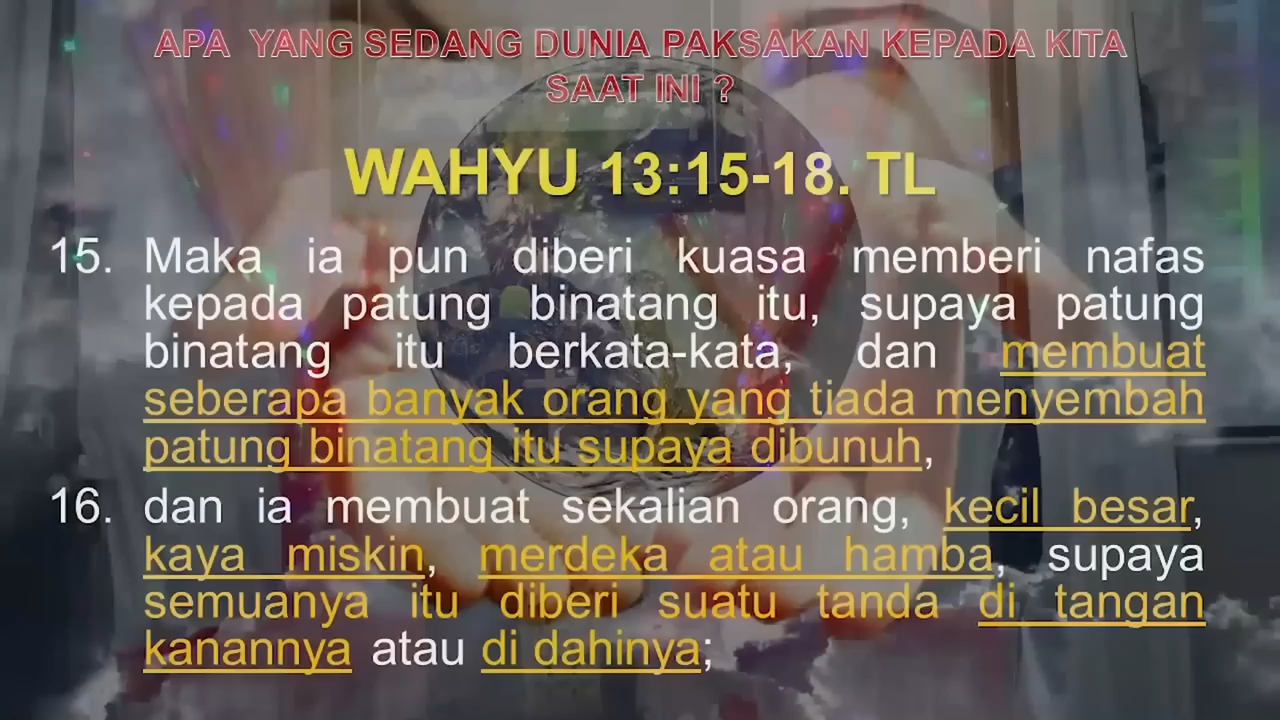 APA YANG SEDANG DUNIA PAKSAKAN KEPADA KITA
SAAT INI ?
WAHYU 13:15-18. TL
15. Maka ia pun diberi kuasa memberi nafas
kepada patung binatang itu, supaya patung
binatang itu berkata-kata, dan membuat
seberapa banyak orang yang tiada menyembah
patung binatang itu supaya dibunuh,
16. dan ia membuat sekalian orang, kecil besar,
kaya miskin, merdeka atau hamba, supaya
semuanya itu diberi suatu tanda di tangan
kanannya atau di dahinya;